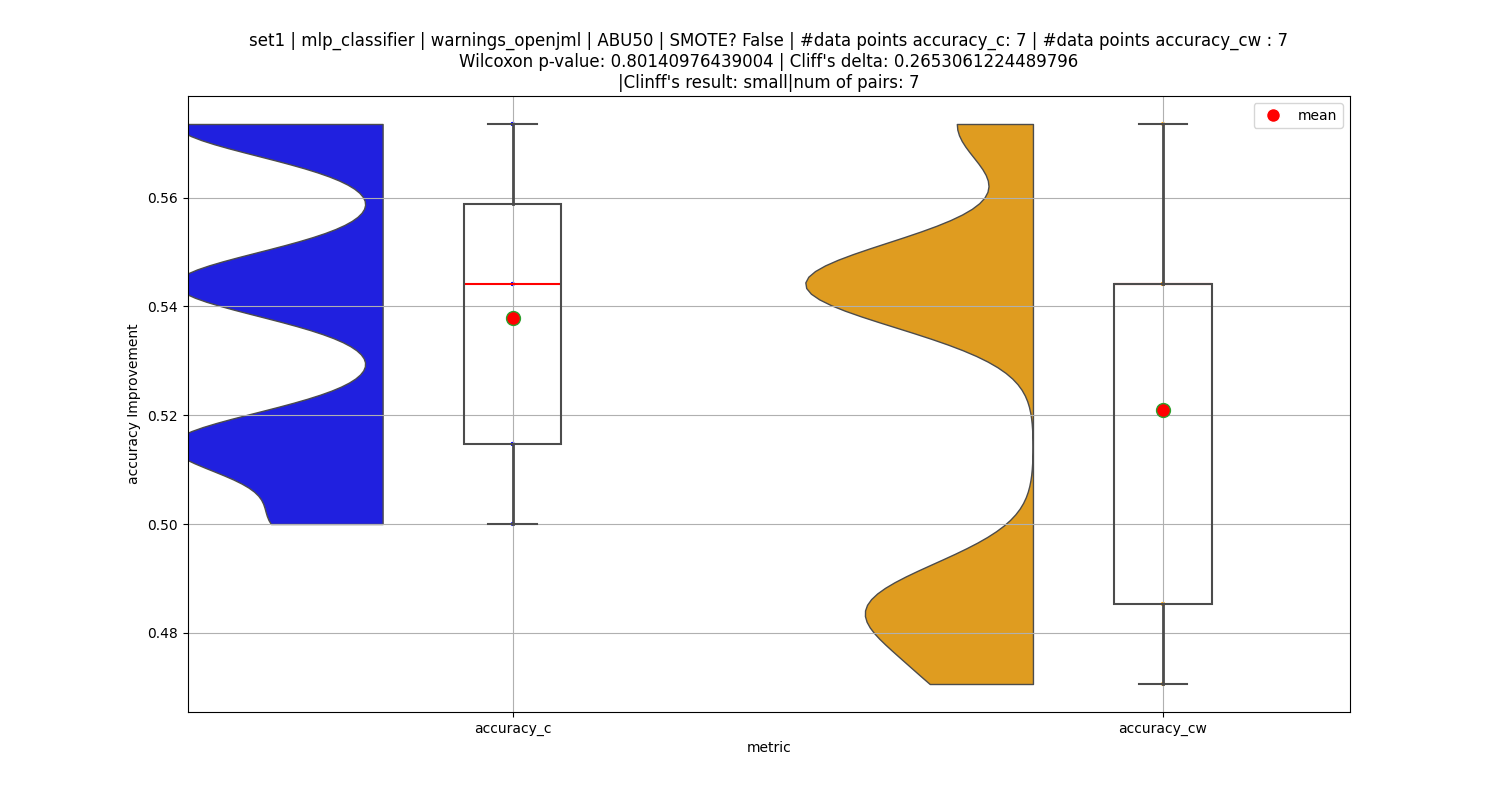 set1 | mlp_classifier | warnings_openjml | ABU50 | SMOTE? False | #data points accuracy_c: 7 | #data points accuracy_cw : 7
Wilcoxon p-value: 0.80140976439004 | Cliff's delta: 0.2653061224489796
|Clinff's result: small|num of pairs: 7
mean
0.56
0.54
0.52
0.50
0.48
accuracy Improvement
accuracy_c
accuracy_cw
metric